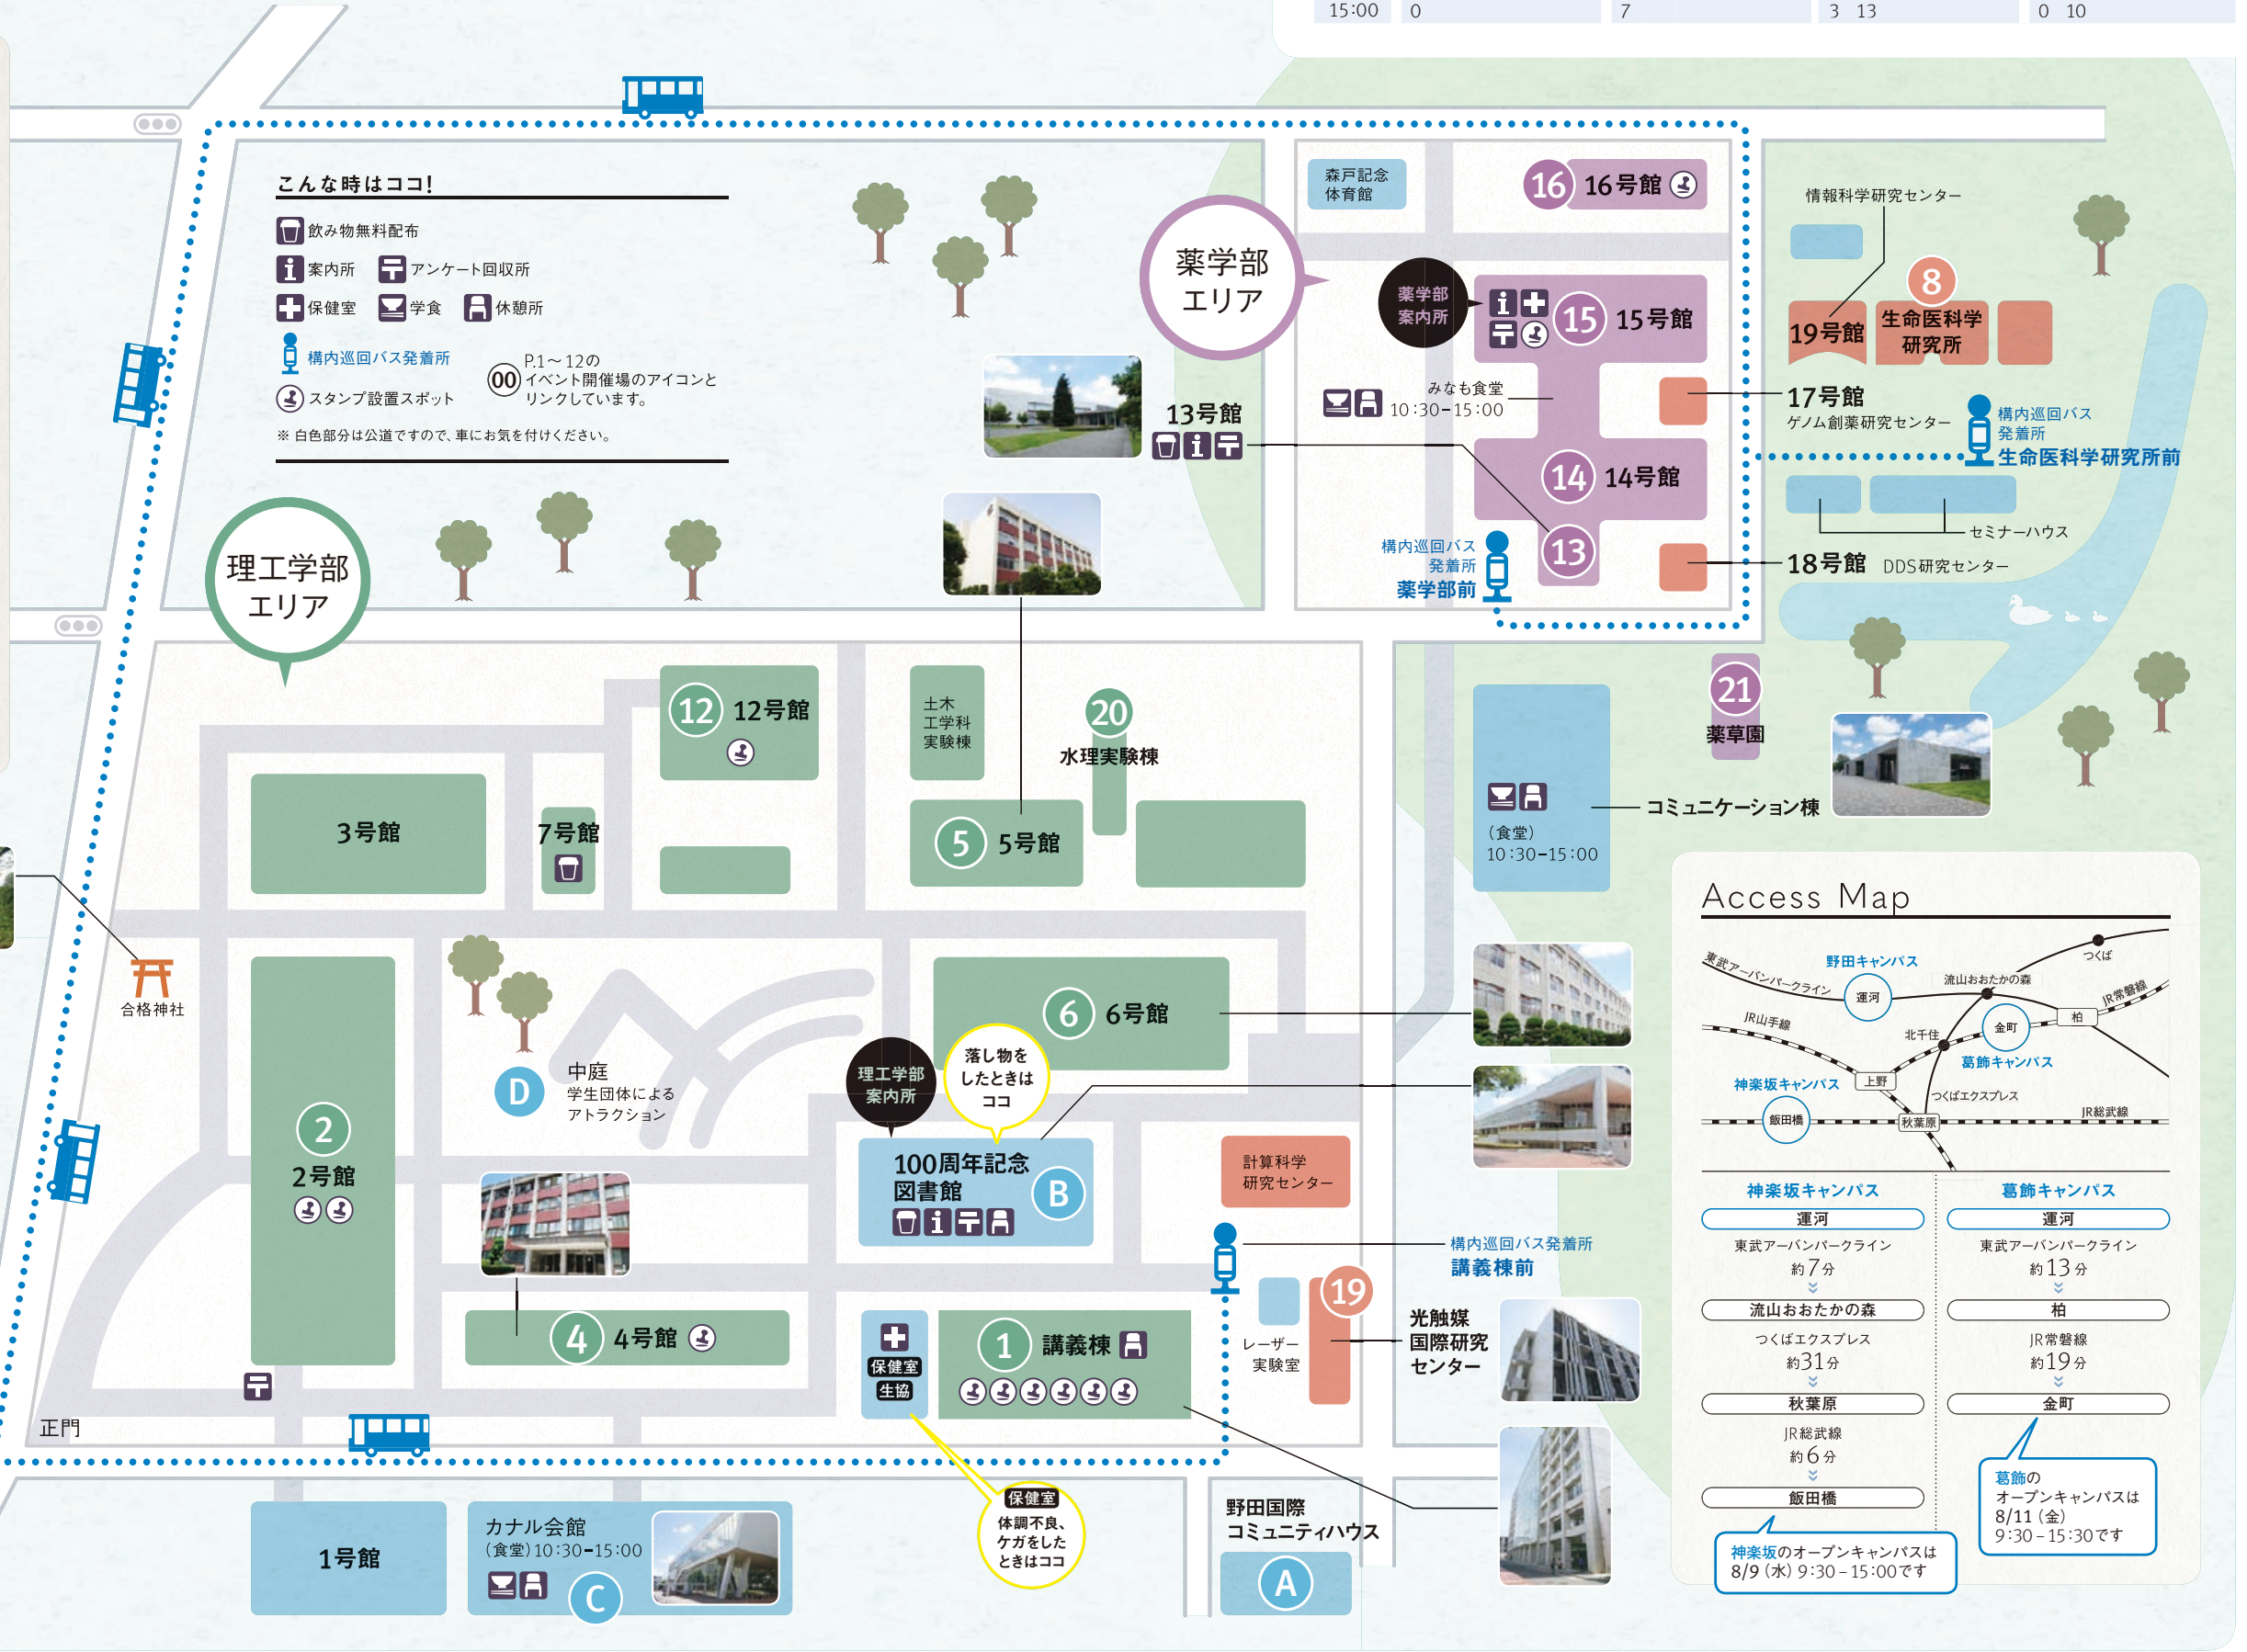 15:00 0 7 3 13 0 10
こんな時はココ!
飲み物無料配布
案内所 アンケート回収所
保健室 学食 休憩所
構内巡回バス発着所
スタンプ設置スポット
00 P.1～12の
イベント開催場のアイコンと
リンクしています。
※ 白色部分は公道ですので、車にお気を付けください。
薬学部
エリア
森戸記念
体育館
16 16号館
薬学部
案内所
15 15号館
みなも食堂
10:30-15:00
13号館
14 14号館
13
構内巡回バス
発着所
薬学部前
情報科学研究センター
19号館
8
生命医科学
研究所
17号館
ゲノム創薬研究センター
構内巡回バス
発着所
生命医科学研究所前
セミナーハウス
18号館 DDS研究センター
理工学部
エリア
12 12号館
土木
工学科
実験棟
20
水理実験棟
3号館
7号館
5 5号館
21
薬草園
コミュニケーション棟
(食堂)
10:30-15:00
合格神社
2
2号館
D
中庭
学生団体による
アトラクション
6 6号館
理工学部
案内所
落し物を
したときは
ココ
100周年記念
図書館
B
計算科学
研究センター
構内巡回バス発着所
講義棟前
4 4号館
保健室
生協
1 講義棟
レーザー
実験室
19
光触媒
国際研究
センター
正門
1号館
カナル会館
(食堂)10:30-15:00
C
保健室
体調不良、
ケガをした
ときはココ
野田国際
コミュニティハウス
A
Access Map
東武アーバンパークライン
野田キャンパス
運河
流山おおたかの森
つくば
JR常磐線
柏
JR山手線
北千住
金町
葛飾キャンパス
上野
神楽坂キャンパス
飯田橋
つくばエクスプレス
秋葉原
JR総武線
神楽坂キャンパス
運河
東武アーバンパークライン
約7分
流山おおたかの森
つくばエクスプレス
約31分
秋葉原
JR総武線
約6分
飯田橋
神楽坂のオープンキャンパスは
8/9(水)9:30-15:00です
葛飾キャンパス
運河
東武アーバンパークライン
約13分
柏
JR常磐線
約19分
金町
葛飾の
オープンキャンパスは
8/11(金)
9:30-15:30です